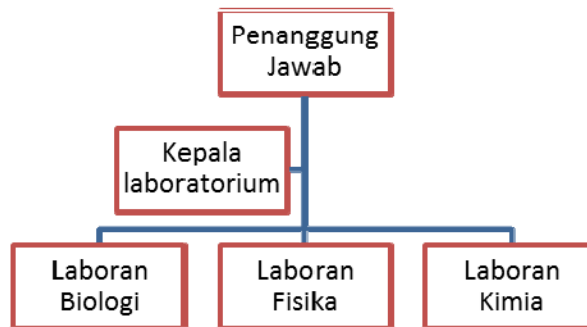 Penanggung
Jawab
Kepala
laboratorium
Laboran
Biologi
Laboran
Fisika
Laboran
Kimia